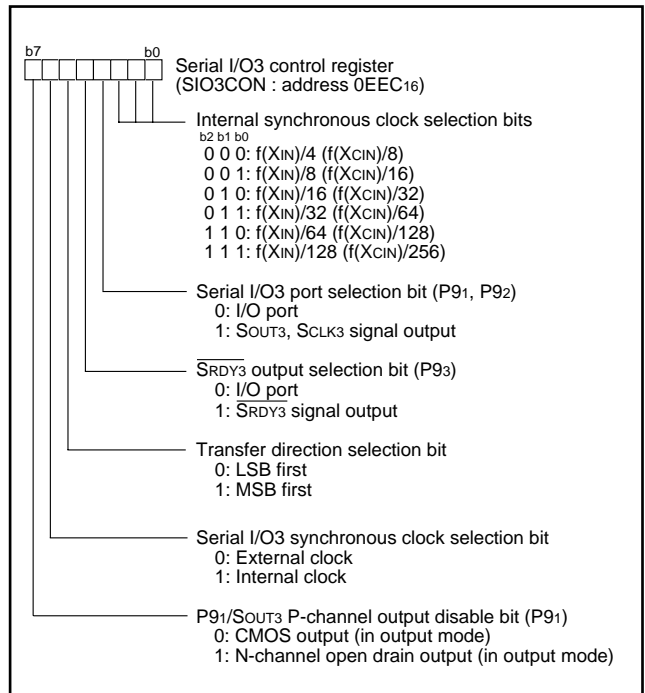 b7 b0
Serial I/O3 control register
(SIO3CON : address 0EEC16)
Internal synchronous clock selection bits
b2 b1 b0
0 0 0: f(XIN)/4 (f(XCIN)/8)
0 0 1: f(XIN)/8 (f(XCIN)/16)
0 1 0: f(XIN)/16 (f(XCIN)/32)
0 1 1: f(XIN)/32 (f(XCIN)/64)
1 1 0: f(XIN)/64 (f(XCIN)/128)
1 1 1: f(XIN)/128 (f(XCIN)/256)
Serial I/O3 port selection bit (P91, P92)
0: I/O port
1: SOUT3, SCLK3 signal output
SRDY3 output selection bit (P93)
0: I/O port
1: SRDY3 signal output
Transfer direction selection bit
0: LSB first
1: MSB first
Serial I/O3 synchronous clock selection bit
0: External clock
1: Internal clock
P91/SOUT3 P-channel output disable bit (P91)
0: CMOS output (in output mode)
1: N-channel open drain output (in output mode)